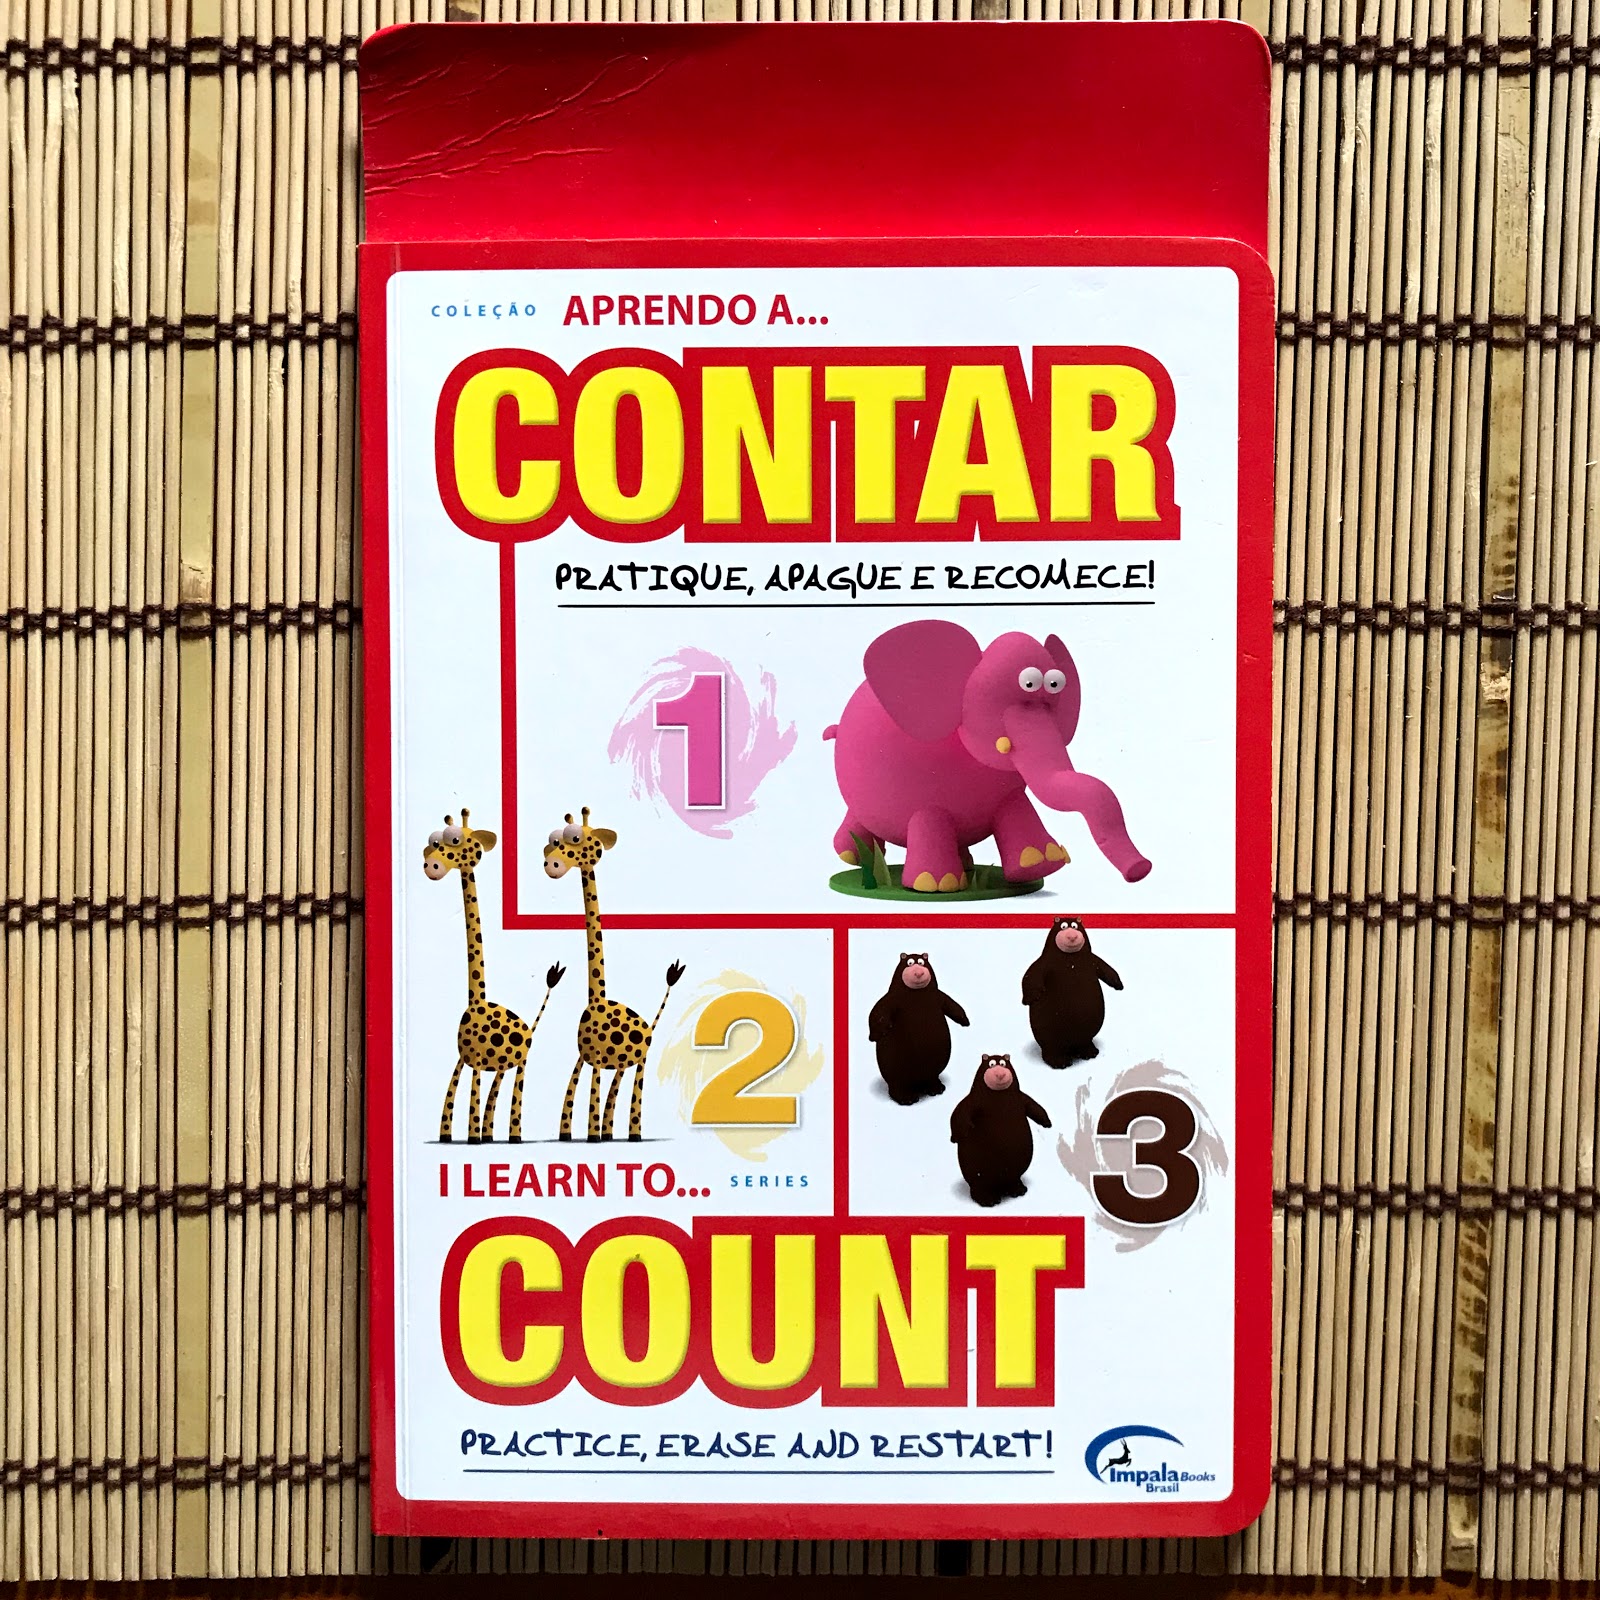 COLEÇÃO APRENDO A...
CONTAR
PRATIQUE, APAGUE E RECOMECE!
1
2
3
I LEARN TO... SERIES
COUNT
PRACTICE, ERASE AND RESTART!
Impala Books
Brasil